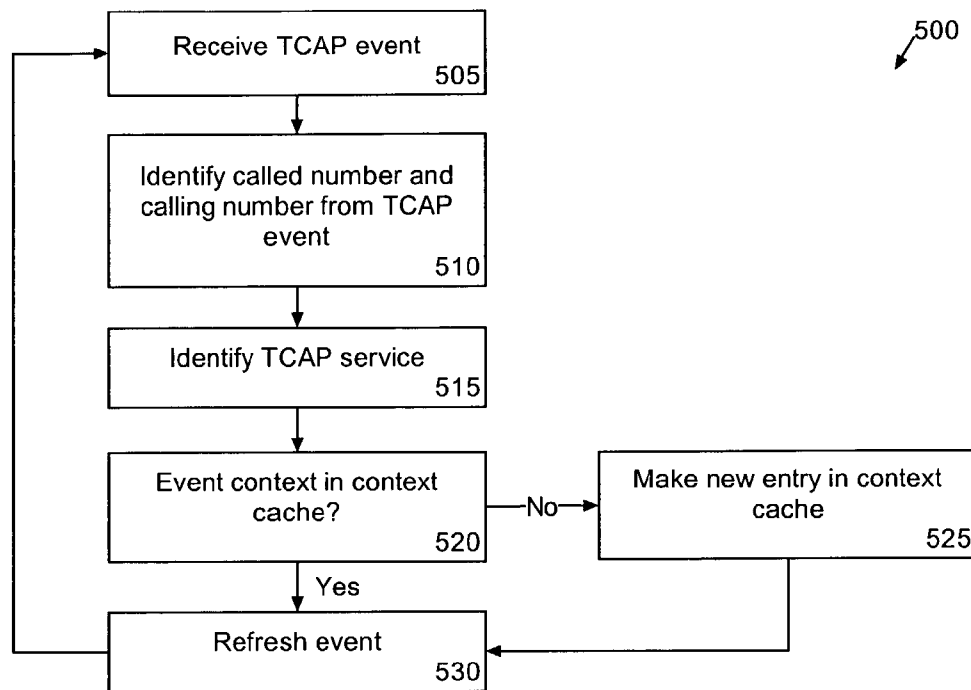 Receive TCAP event
505
500
Identify called number and
calling number from TCAP
event
510
Identify TCAP service
515
Event context in context
cache?
520
No
Make new entry in context
cache
525
Yes
Refresh event
530